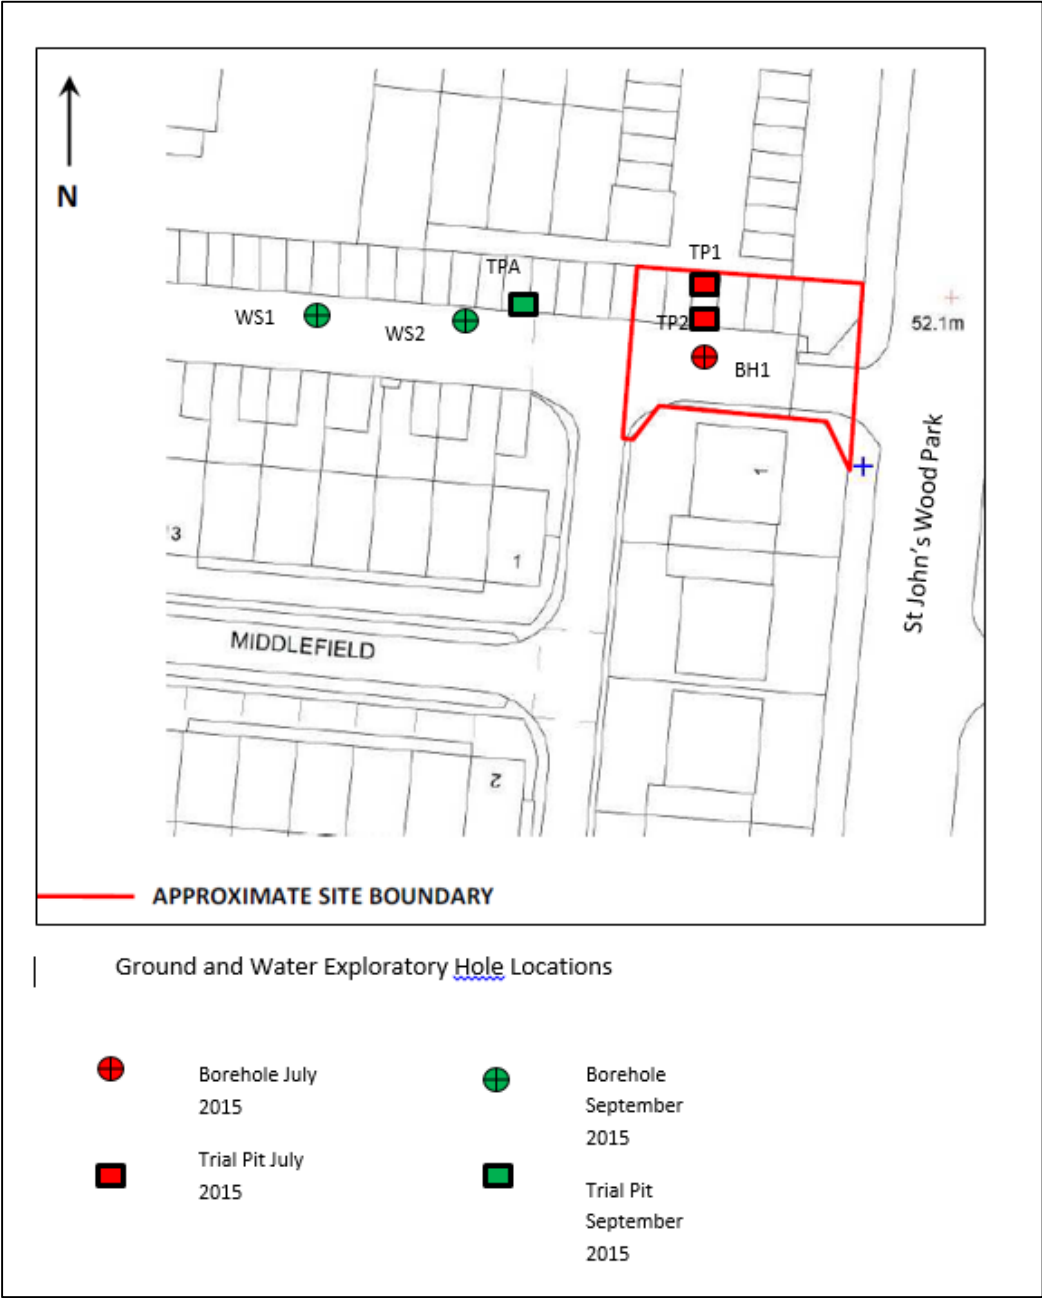 N
TP1
TPA
TP2
WS1
WS2
BH1
52.1m
1
St John's Wood Park
13
1
MIDDLEFIELD
2
APPROXIMATE SITE BOUNDARY
Ground and Water Exploratory Hole Locations
Borehole July
2015
Borehole
September
2015
Trial Pit July
2015
Trial Pit
September
2015